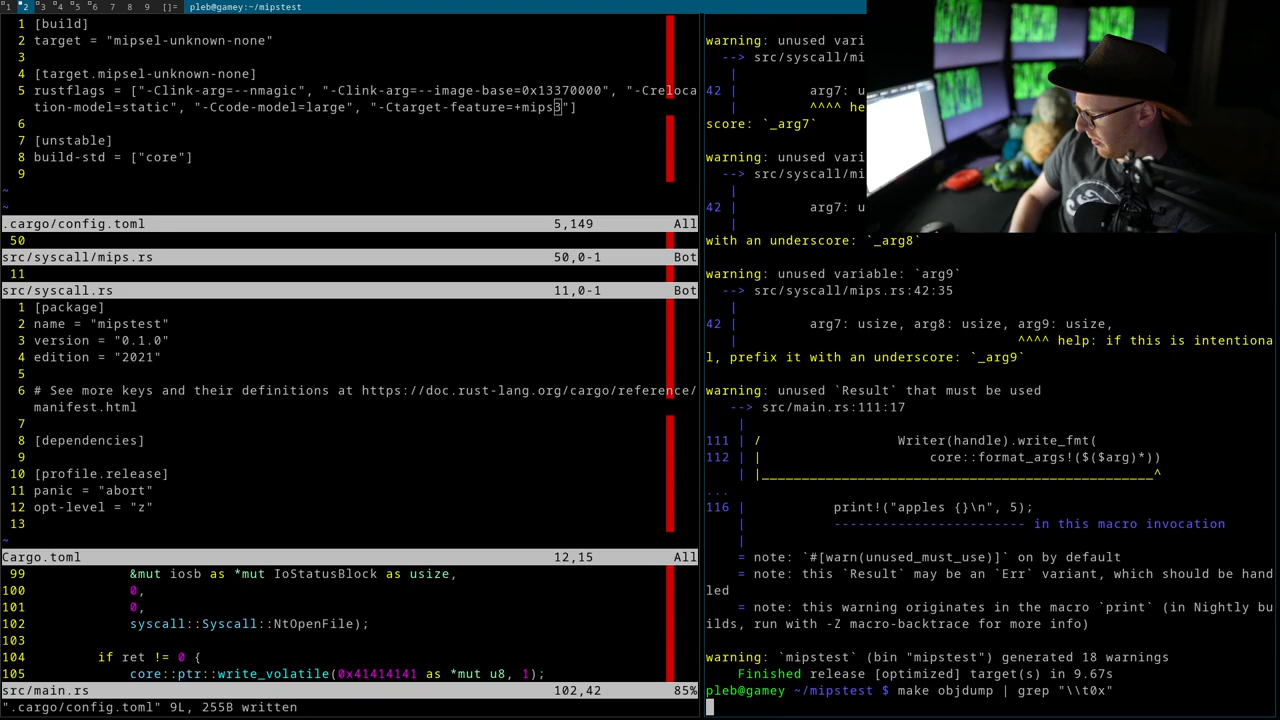 1 2 3 4 5 6 7 8 9 []= pleb@gamey:~/mipstest
1 [build]
2 target = "mipsel-unknown-none"
3
4 [target.mipsel-unknown-none]
5 rustflags = ["-Clink-arg=--nmagic", "-Clink-arg=--image-base=0x13370000", "-Creloca
tion-model=static", "-Ccode-model=large", "-Ctarget-feature=+mips3"]
6
7 [unstable]
8 build-std = ["core"]
9
~
~
.cargo/config.toml 5,149 All
50
src/syscall/mips.rs 50,0-1 Bot
11
src/syscall.rs 11,0-1 Bot
1 [package]
2 name = "mipstest"
3 version = "0.1.0"
4 edition = "2021"
5
6 # See more keys and their definitions at https://doc.rust-lang.org/cargo/reference/
manifest.html
7
8 [dependencies]
9
10 [profile.release]
11 panic = "abort"
12 opt-level = "z"
13
~
Cargo.toml 12,15 All
99 &mut iosb as *mut IoStatusBlock as usize,
100 0,
101 0,
102 syscall::Syscall::NtOpenFile);
103
104 if ret != 0 {
105 core::ptr::write_volatile(0x41414141 as *mut u8, 1);
src/main.rs 102,42 85%
".cargo/config.toml" 9L, 255B written
warning: unused vari
--> src/syscall/mi
|
42 | arg7: u
| ^^^^ he
score: `_arg7`
warning: unused vari
--> src/syscall/mi
|
42 | arg7: u
|
with an underscore: `_arg8`
warning: unused variable: `arg9`
--> src/syscall/mips.rs:42:35
|
42 | arg7: usize, arg8: usize, arg9: usize,
| ^^^^ help: if this is intentiona
l, prefix it with an underscore: `_arg9`
warning: unused `Result` that must be used
--> src/main.rs:111:17
|
111 | / Writer(handle).write_fmt(
112 | | core::format_args!($($arg)*))
| |_________________________________________________^
...
116 | print!("apples {}\n", 5);
| ------------------------ in this macro invocation
|
= note: `#[warn(unused_must_use)]` on by default
= note: this `Result` may be an `Err` variant, which should be hand
led
= note: this warning originates in the macro `print` (in Nightly bu
ilds, run with -Z macro-backtrace for more info)
warning: `mipstest` (bin "mipstest") generated 18 warnings
Finished release [optimized] target(s) in 9.67s
pleb@gamey ~/mipstest $ make objdump | grep "\\t0x"